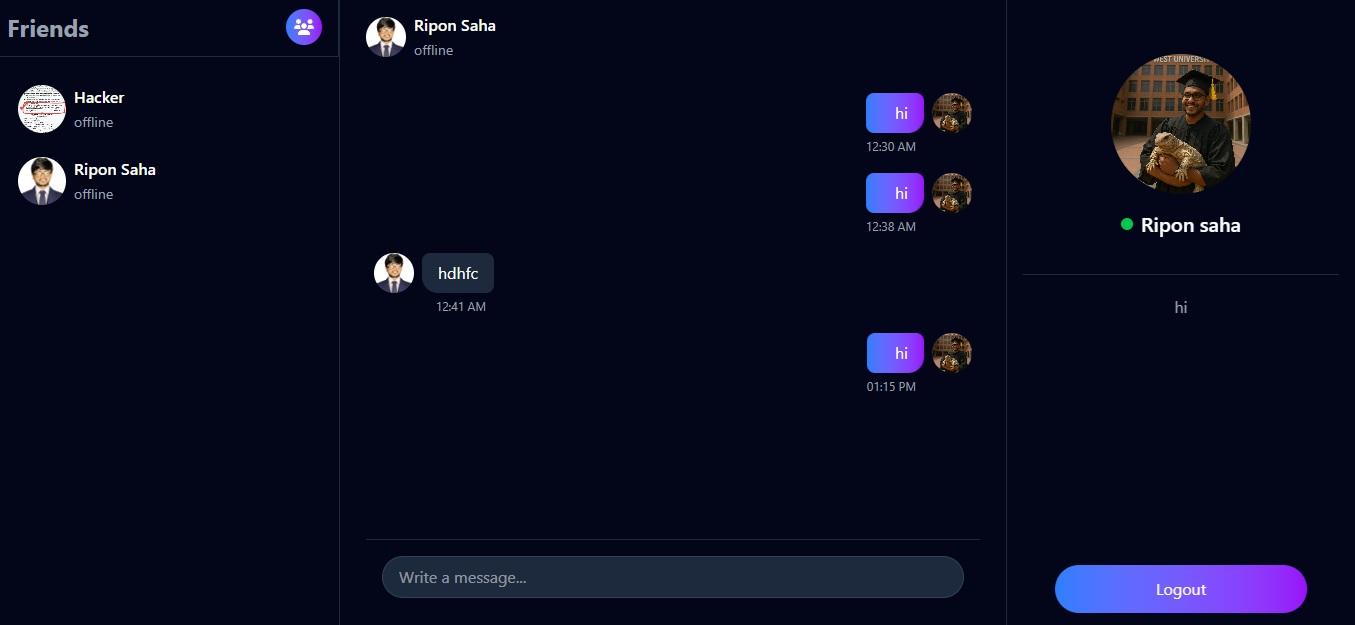 Friends
Hacker
offline
Ripon Saha
offline
Ripon Saha
offline
hi
12:30 AM
hi
12:38 AM
hdhfc
12:41 AM
hi
01:15 PM
Write a message...
WEST UNIVERSI
Ripon saha
hi
Logout